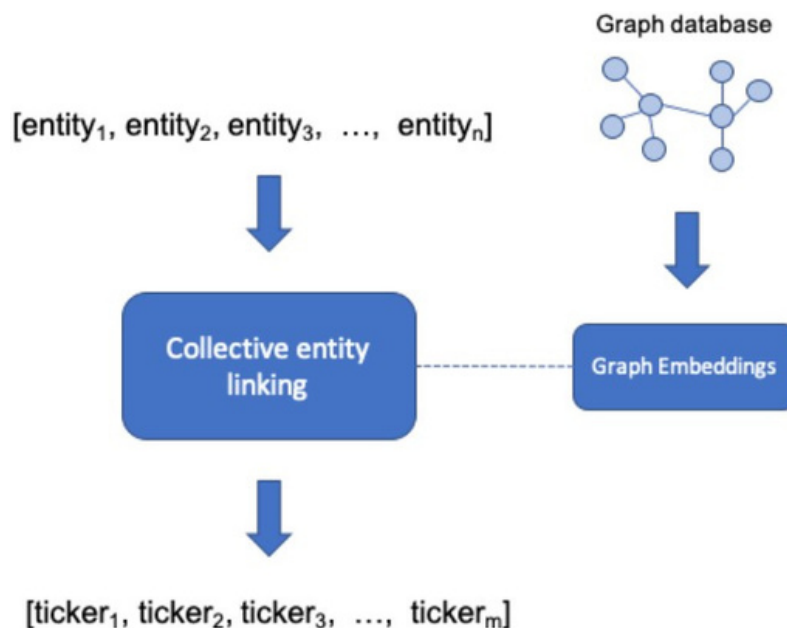 Graph database
[entity₁, entity₂, entity₃, …, entityₙ]
Collective entity
linking
Graph Embeddings
[ticker₁, ticker₂, ticker₃, …, tickerₘ]